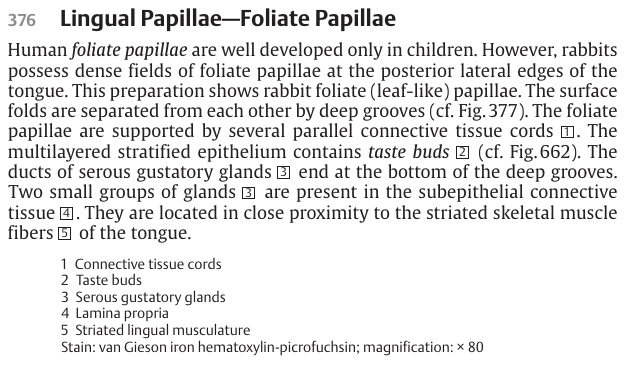 376 Lingual Papillae—Foliate Papillae
Human foliate papillae are well developed only in children. However, rabbits
possess dense fields of foliate papillae at the posterior lateral edges of the
tongue. This preparation shows rabbit foliate (leaf-like) papillae. The surface
folds are separated from each other by deep grooves (cf. Fig. 377). The foliate
papillae are supported by several parallel connective tissue cords 1. The
multilayered stratified epithelium contains taste buds 2 (cf. Fig. 662). The
ducts of serous gustatory glands 3 end at the bottom of the deep grooves.
Two small groups of glands 3 are present in the subepithelial connective
tissue 4. They are located in close proximity to the striated skeletal muscle
fibers 5 of the tongue.
1 Connective tissue cords
2 Taste buds
3 Serous gustatory glands
4 Lamina propria
5 Striated lingual musculature
Stain: van Gieson iron hematoxylin-picrofuchsin; magnification: × 80